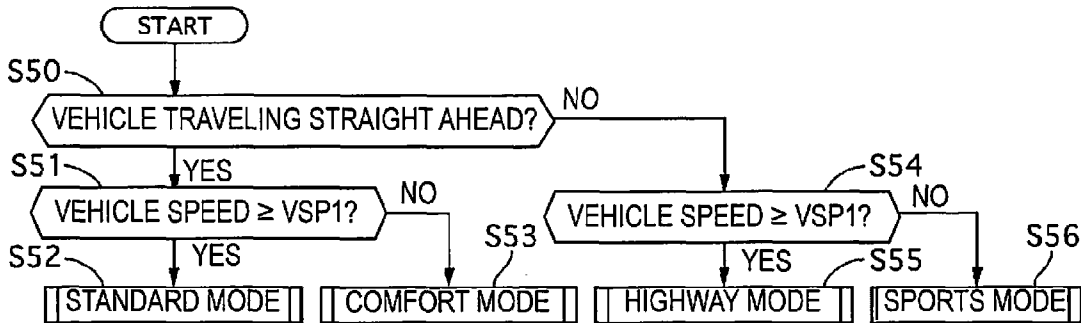 START
S50
VEHICLE TRAVELING STRAIGHT AHEAD?
NO
S51
YES
S54
VEHICLE SPEED ≥ VSP1?
NO
VEHICLE SPEED ≥ VSP1?
NO
S52
YES
S53
YES
S55
S56
STANDARD MODE
COMFORT MODE
HIGHWAY MODE
SPORTS MODE